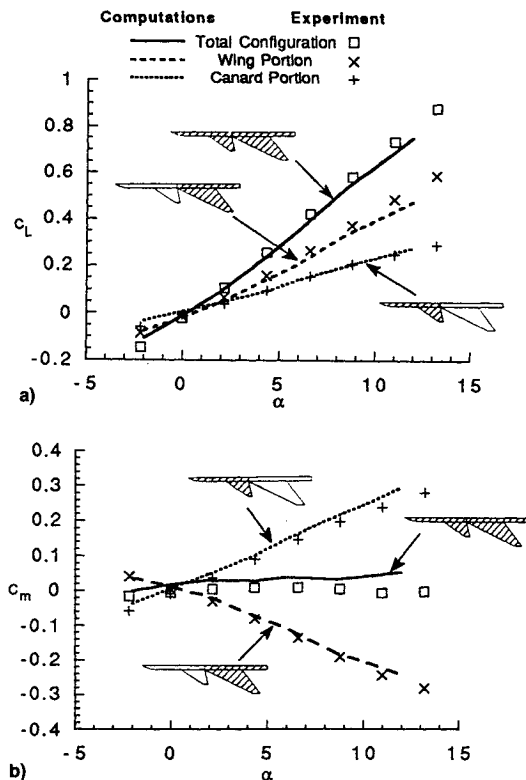 Computations Experiment
Total Configuration
Wing Portion
Canard Portion
1
0.8
0.6
0.4
0.2
0
-0.2
C_L
-5 0 5 10 15
α
a)
0.4
0.3
0.2
0.1
0
-0.1
-0.2
-0.3
-0.4
C_m
-5 0 5 10 15
α
b)